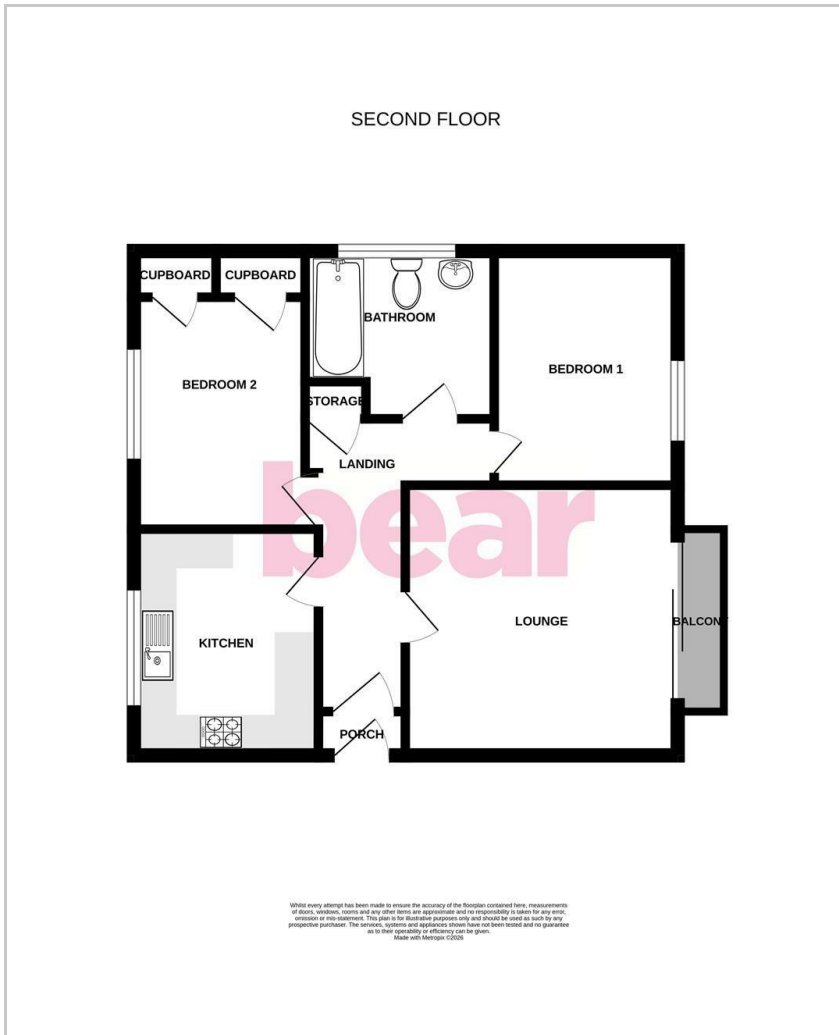 SECOND FLOOR
CUPBOARD
CUPBOARD
BATHROOM
BEDROOM 1
BEDROOM 2
STORAGE
LANDING
bear
LOUNGE
BALCONY
KITCHEN
PORCH
Whilst every attempt has been made to ensure the accuracy of the floorplan contained here, measurements
of doors, windows, rooms and any other items are approximate and no responsibility is taken for any error,
omission or mis-statement. This plan is for illustrative purposes only and should be used as such by any
prospective purchaser. The services, systems and appliances shown have not been tested and no guarantee
as to their operability or efficiency can be given.
Made with Metropix ©2026